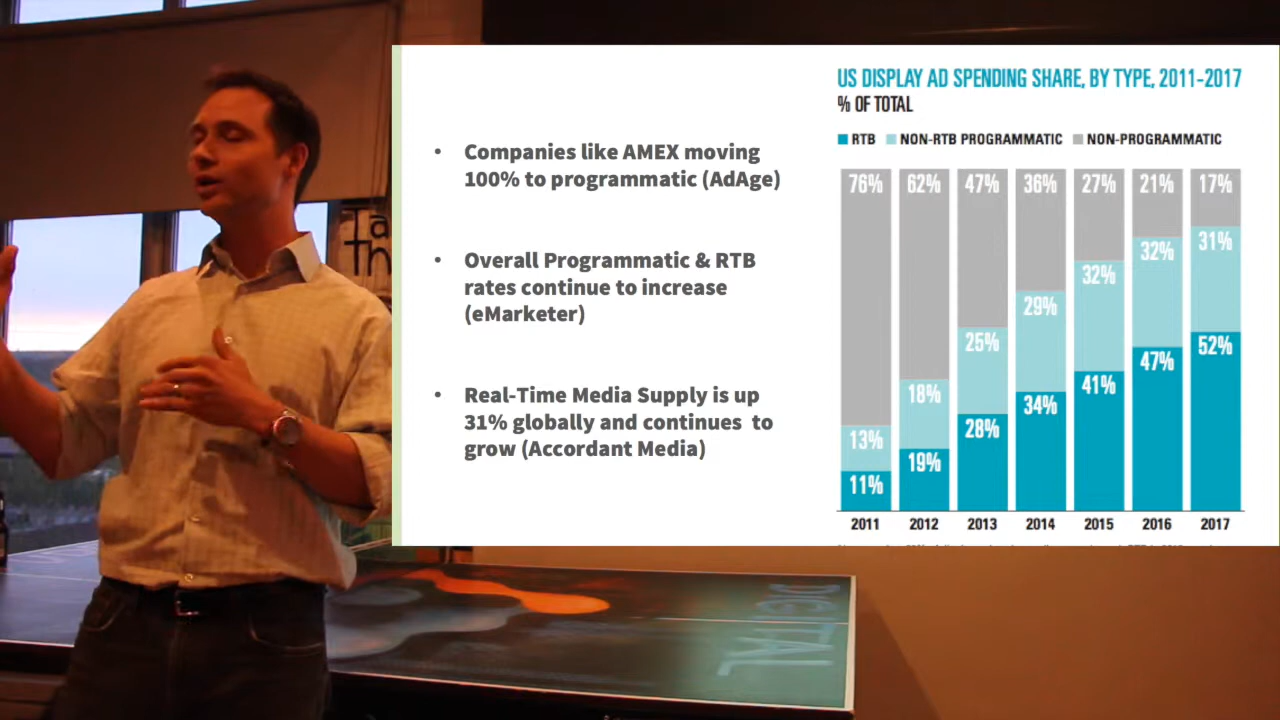 • Companies like AMEX moving
100% to programmatic (AdAge)
• Overall Programmatic & RTB
rates continue to increase
(eMarketer)
• Real-Time Media Supply is up
31% globally and continues to
grow (Accordant Media)
US DISPLAY AD SPENDING SHARE, BY TYPE, 2011-2017
% OF TOTAL
RTB NON-RTB PROGRAMMATIC NON-PROGRAMMATIC
76% 62% 47% 36% 27% 21% 17%
13% 18% 25% 29% 32% 32% 31%
11% 19% 28% 34% 41% 47% 52%
2011 2012 2013 2014 2015 2016 2017
DIGITAL